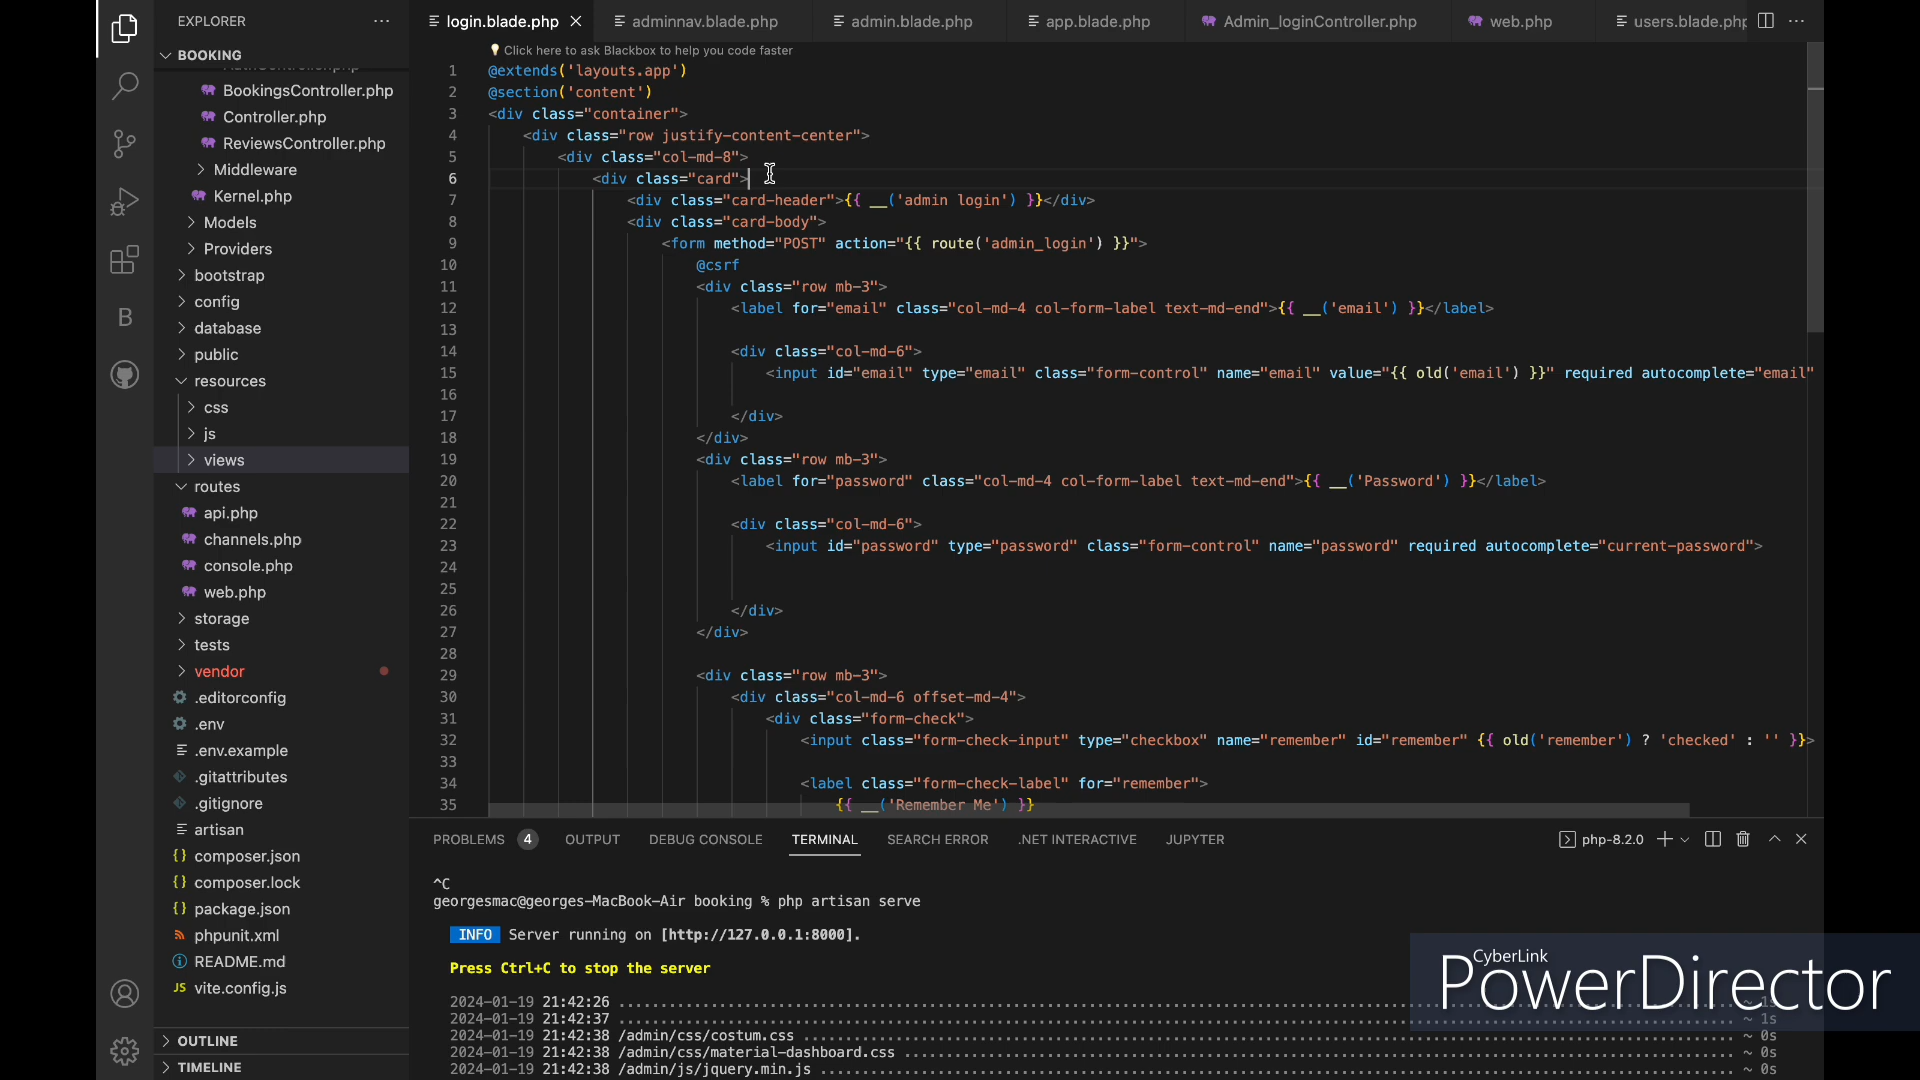 EXPLORER
BOOKING
BookingsController.php
Controller.php
ReviewsController.php
Middleware
Kernel.php
Models
Providers
bootstrap
config
database
public
resources
css
js
views
routes
api.php
channels.php
console.php
web.php
storage
tests
vendor
.editorconfig
.env
.env.example
.gitattributes
.gitignore
artisan
composer.json
composer.lock
package.json
phpunit.xml
README.md
vite.config.js
OUTLINE
TIMELINE
login.blade.php adminnav.blade.php admin.blade.php app.blade.php Admin_loginController.php web.php users.blade.php
Click here to ask Blackbox to help you code faster
1 @extends('layouts.app')
2 @section('content')
3 <div class="container">
4 <div class="row justify-content-center">
5 <div class="col-md-8">
6 <div class="card">
7 <div class="card-header">{{ __('admin login') }}</div>
8 <div class="card-body">
9 <form method="POST" action="{{ route('admin_login') }}">
10 @csrf
11 <div class="row mb-3">
12 <label for="email" class="col-md-4 col-form-label text-md-end">{{ __('email') }}</label>
13
14 <div class="col-md-6">
15 <input id="email" type="email" class="form-control" name="email" value="{{ old('email') }}" required autocomplete="email"
16
17 </div>
18 </div>
19 <div class="row mb-3">
20 <label for="password" class="col-md-4 col-form-label text-md-end">{{ __('Password') }}</label>
21
22 <div class="col-md-6">
23 <input id="password" type="password" class="form-control" name="password" required autocomplete="current-password">
24
25
26 </div>
27 </div>
28
29 <div class="row mb-3">
30 <div class="col-md-6 offset-md-4">
31 <div class="form-check">
32 <input class="form-check-input" type="checkbox" name="remember" id="remember" {{ old('remember') ? 'checked' : '' }}>
33
34 <label class="form-check-label" for="remember">
35 {{ __('Remember Me') }}
PROBLEMS 4 OUTPUT DEBUG CONSOLE TERMINAL SEARCH ERROR .NET INTERACTIVE JUPYTER php-8.2.0
^C
georgesmac@georges-MacBook-Air booking % php artisan serve
INFO Server running on [http://127.0.0.1:8000].
Press Ctrl+C to stop the server
2024-01-19 21:42:26 ~ 1s
2024-01-19 21:42:37 ~ 1s
2024-01-19 21:42:38 /admin/css/costum.css ~ 0s
2024-01-19 21:42:38 /admin/css/material-dashboard.css ~ 0s
2024-01-19 21:42:38 /admin/js/jquery.min.js ~ 0s
CyberLink
PowerDirector